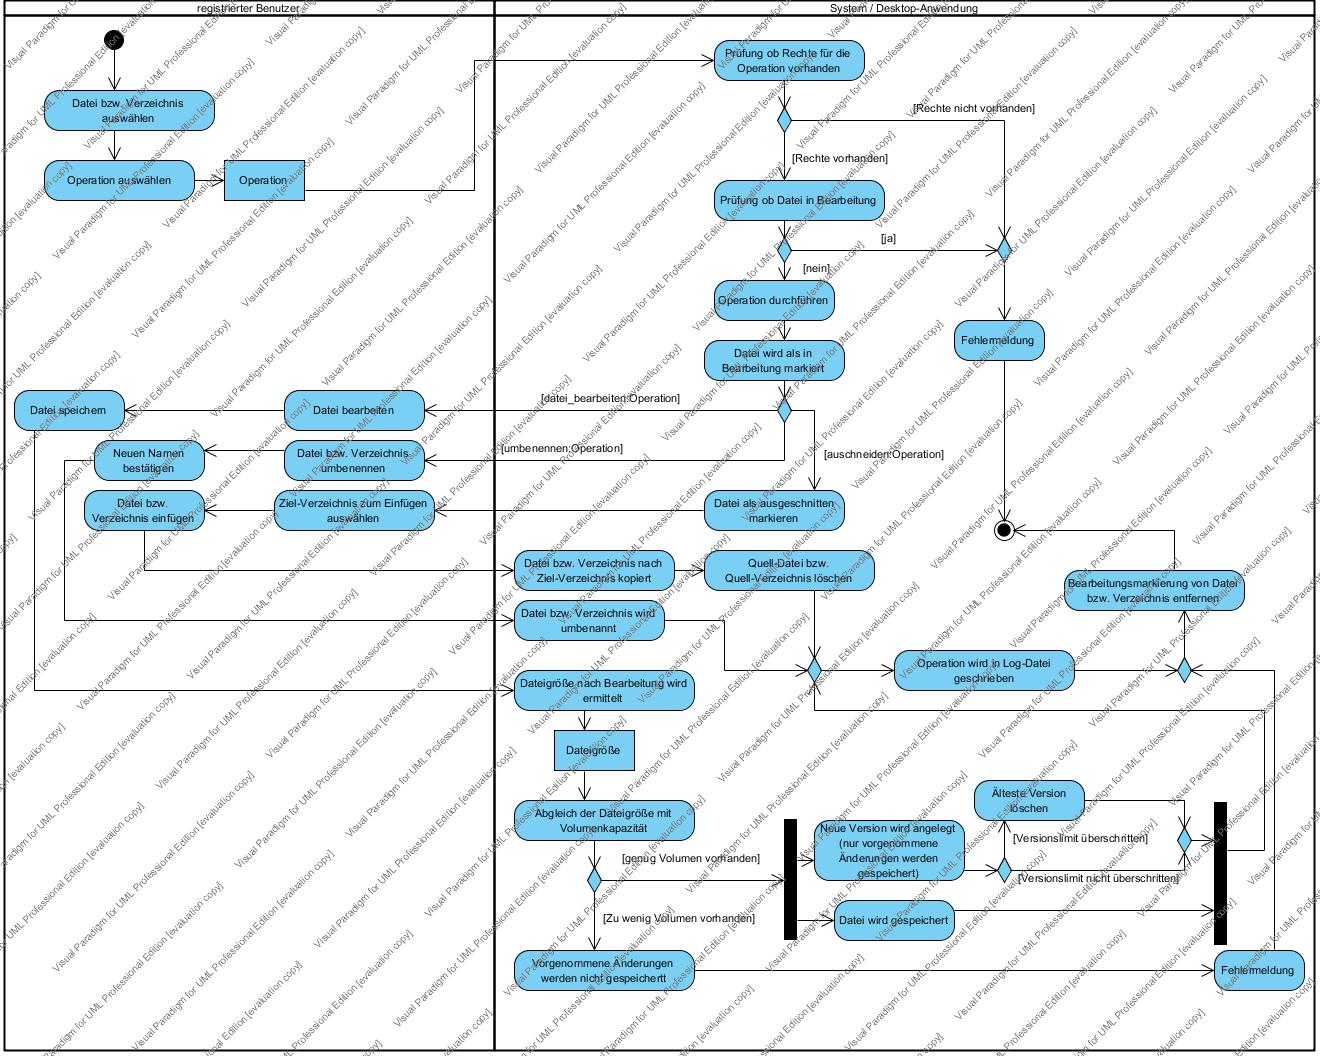 registrierter Benutzer
System / Desktop-Anwendung
Datei bzw. Verzeichnis
auswählen
Operation auswählen
Operation
Prüfung ob Rechte für die
Operation vorhanden
[Rechte nicht vorhanden]
[Rechte vorhanden]
Prüfung ob Datei in Bearbeitung
[ja]
[nein]
Operation durchführen
Fehlermeldung
Datei wird als in
Bearbeitung markiert
[datei_bearbeiten:Operation]
Datei bearbeiten
Datei speichern
[umbenennen:Operation]
Datei bzw. Verzeichnis
umbenennen
Neuen Namen
bestätigen
[auschneiden:Operation]
Datei als ausgeschnitten
markieren
Ziel-Verzeichnis zum Einfügen
auswählen
Datei bzw.
Verzeichnis einfügen
Datei bzw. Verzeichnis nach
Ziel-Verzeichnis kopiert
Quell-Datei bzw.
Quell-Verzeichnis löschen
Bearbeitungsmarkierung von Datei
bzw. Verzeichnis entfernen
Datei bzw. Verzeichnis wird
umbenannt
Operation wird in Log-Datei
geschrieben
Dateigröße nach Bearbeitung wird
ermittelt
Dateigröße
Abgleich der Dateigröße mit
Volumenkapazität
[genug Volumen vorhanden]
[Zu wenig Volumen vorhanden]
Neue Version wird angelegt
(nur vorgenommene
Änderungen werden
gespeichert)
Älteste Version
löschen
[Versionslimit überschritten]
[Versionslimit nicht überschritten]
Datei wird gespeichert
Vorgenommene Änderungen
werden nicht gespeichertt
Fehlermeldung
Visual Paradigm for UML Professional Edition [evaluation copy]